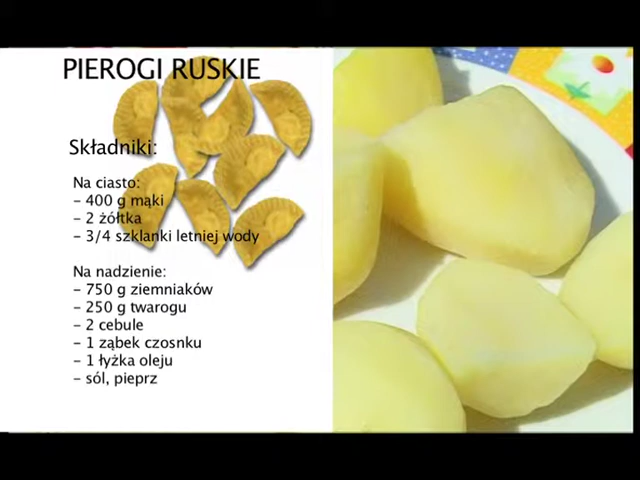 PIEROGI RUSKIE
Składniki:
Na ciasto:
- 400 g mąki
- 2 żółtka
- 3/4 szklanki letniej wody
Na nadzienie:
- 750 g ziemniaków
- 250 g twarogu
- 2 cebule
- 1 ząbek czosnku
- 1 łyżka oleju
- sól, pieprz